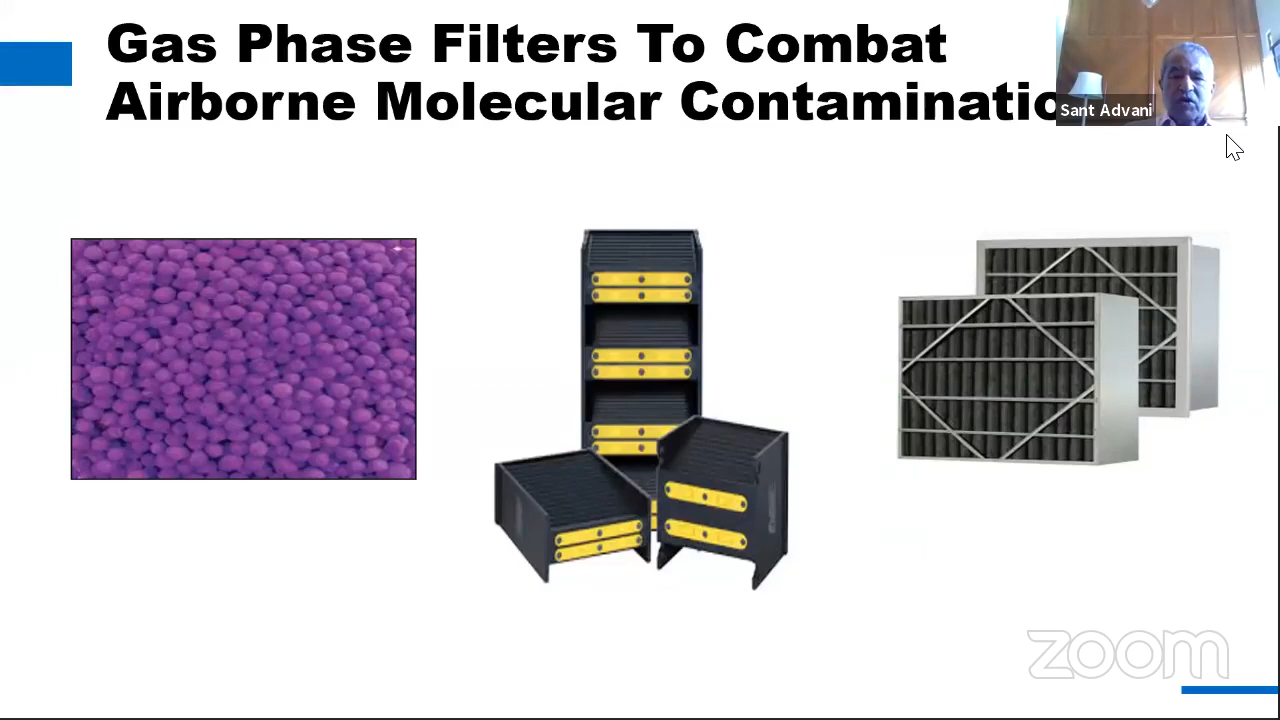 Gas Phase Filters To Combat
Airborne Molecular Contaminatio
Sant Advani
zoom